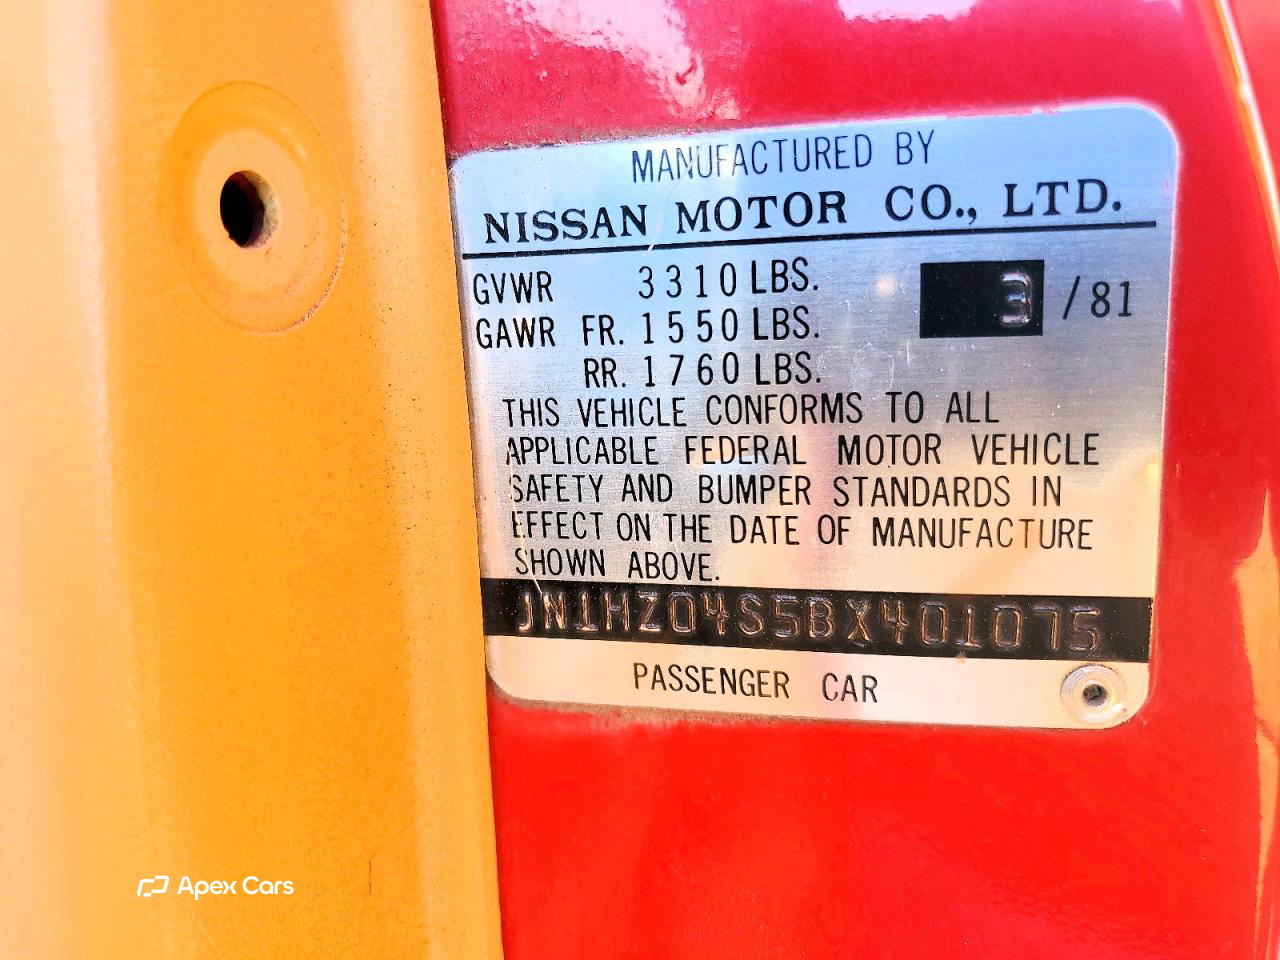 MANUFACTURED BY
NISSAN MOTOR CO., LTD.
GVWR 3310 LBS. 3 / 81
GAWR FR. 1550 LBS.
RR. 1760 LBS.
THIS VEHICLE CONFORMS TO ALL
APPLICABLE FEDERAL MOTOR VEHICLE
SAFETY AND BUMPER STANDARDS IN
EFFECT ON THE DATE OF MANUFACTURE
SHOWN ABOVE.
JN1HZ04S5BX401075
PASSENGER CAR
Apex Cars